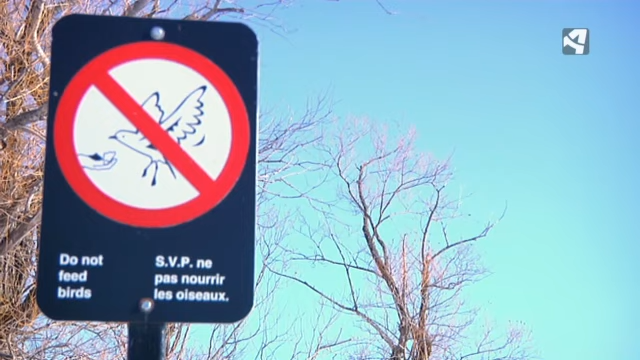 Do not
feed
birds
S.V.P. ne
pas nourrir
les oiseaux.